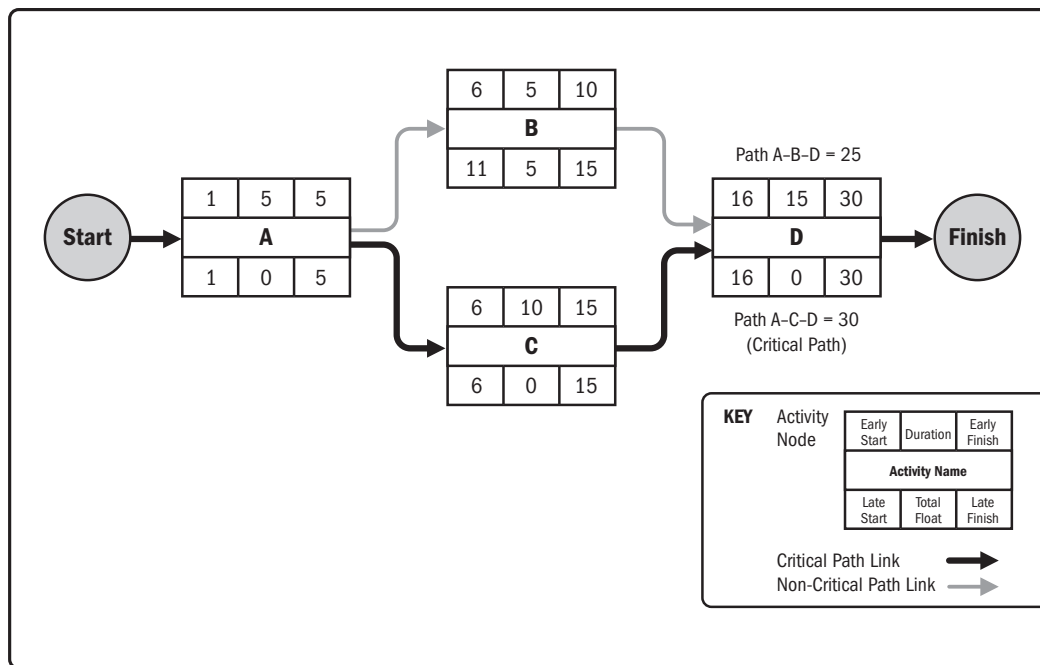 Start
1 5 5
A
1 0 5
6 5 10
B
11 5 15
6 10 15
C
6 0 15
Path A–B–D = 25
16 15 30
D
16 0 30
Path A–C–D = 30
(Critical Path)
Finish
KEY Activity
Node
Early
Start
Duration
Early
Finish
Activity Name
Late
Start
Total
Float
Late
Finish
Critical Path Link
Non-Critical Path Link